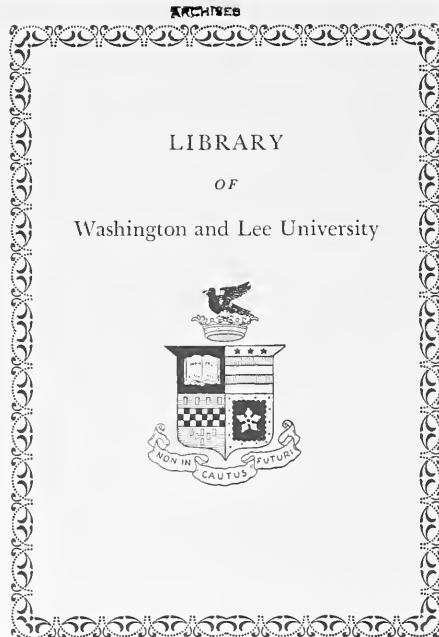 ARCHIVES
LIBRARY
OF
Washington and Lee University
NON IN CAUTUS FUTURI